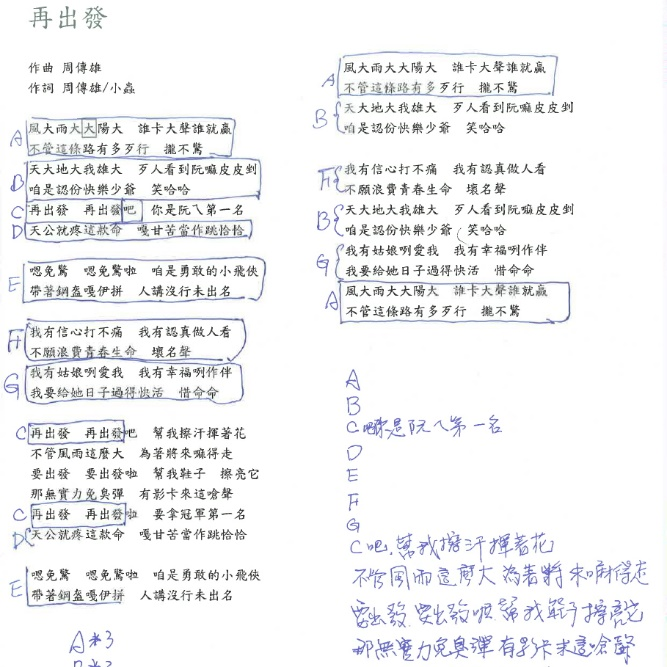 再出發
作曲 周傳雄
作詞 周傳雄/小蟲
A 風大雨大大陽大 誰卡大聲誰就贏
不管這條路有多歹行 攏不驚
B 天大地大我雄大 歹人看到阮嘛皮皮剉
咱是認份快樂少爺 笑哈哈
C 再出發 再出發吧 你是阮ㄟ第一名
D 天公就疼這款命 嘎甘苦當作跳恰恰
E 嗯免驚 嗯免驚啦 咱是勇敢的小飛俠
帶著鋼盔嘎伊拼 人講沒行未出名
F 我有信心打不痛 我有認真做人看
不願浪費青春生命 壞名聲
G 我有姑娘咧愛我 我有幸福咧作伴
我要給她日子過得快活 惜命命
C 再出發 再出發吧 幫我擦汗揮著花
不管風雨這麼大 為著將來嘛得走
要出發 要出發啦 幫我鞋子 擦亮它
那無實力免臭彈 有影卡來這嗆聲
C 再出發 再出發啦 要拿冠軍第一名
D 天公就疼這款命 嘎甘苦當作跳恰恰
E 嗯免驚 嗯免驚啦 咱是勇敢的小飛俠
帶著鋼盔嘎伊拼 人講沒行未出名
A*3
A 風大雨大大陽大 誰卡大聲誰就贏
不管這條路有多歹行 攏不驚
B 天大地大我雄大 歹人看到阮嘛皮皮剉
咱是認份快樂少爺 笑哈哈
F 我有信心打不痛 我有認真做人看
不願浪費青春生命 壞名聲
B 天大地大我雄大 歹人看到阮嘛皮皮剉
咱是認份快樂少爺 笑哈哈
G 我有姑娘咧愛我 我有幸福咧作伴
我要給她日子過得快活 惜命命
A 風大雨大大陽大 誰卡大聲誰就贏
不管這條路有多歹行 攏不驚
A
B
C 是阮ㄟ第一名
D
E
F
G
C吧 幫我擦汗揮著花
不管風雨這麼大 為著將來嘛得走
要出發 要出發啦 幫我鞋子擦亮它
那無實力免臭彈 有影卡來這嗆聲